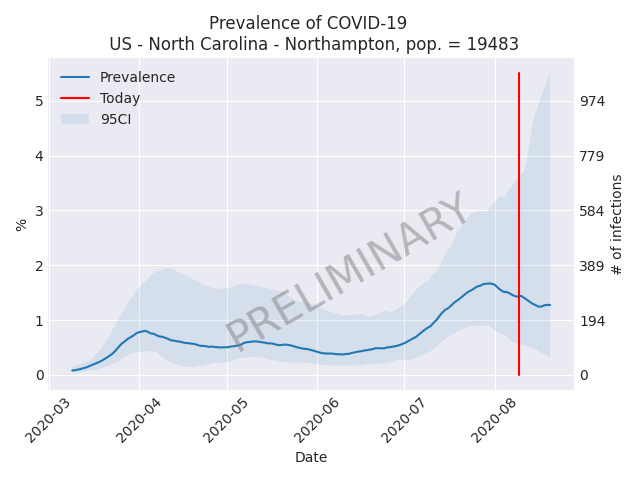 Prevalence of COVID-19
US - North Carolina - Northampton, pop. = 19483
Prevalence
Today
95CI
5
4
3
2
1
0
%
974
779
584
389
194
0
# of infections
PRELIMINARY
2020-03
2020-04
2020-05
2020-06
2020-07
2020-08
Date